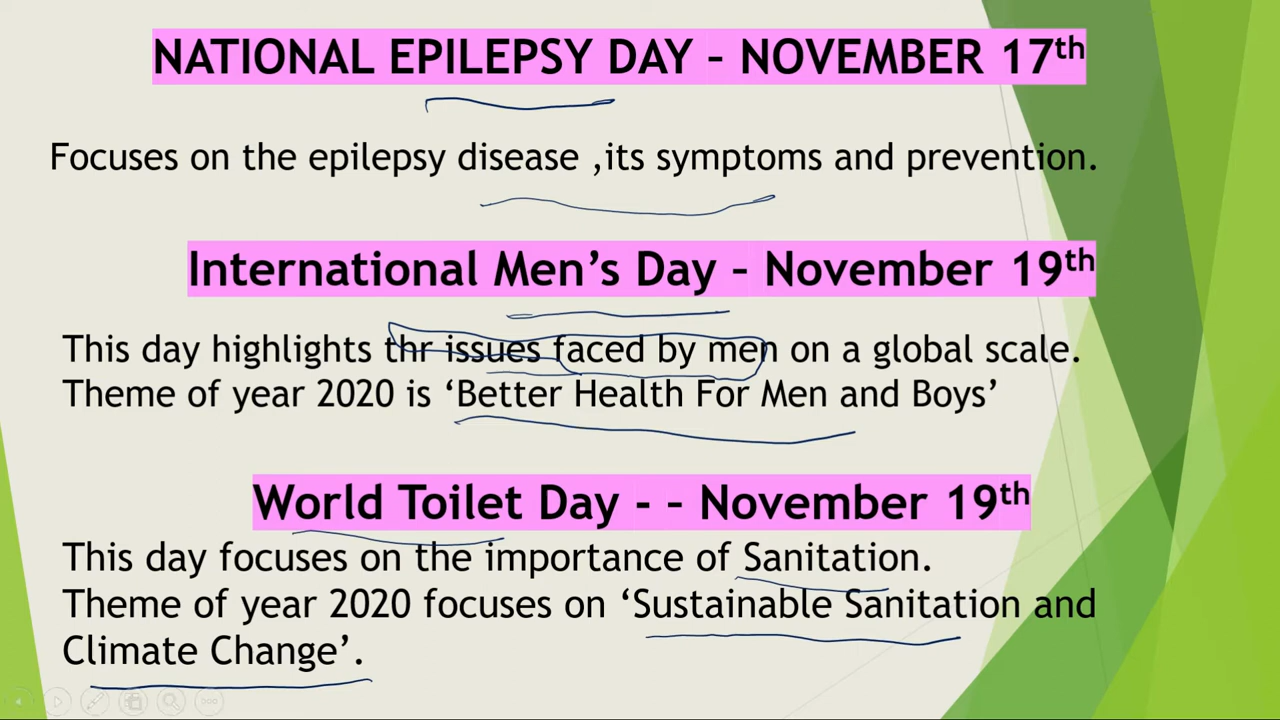 NATIONAL EPILEPSY DAY – NOVEMBER 17th
Focuses on the epilepsy disease ,its symptoms and prevention.
International Men’s Day – November 19th
This day highlights thr issues faced by men on a global scale.
Theme of year 2020 is ‘Better Health For Men and Boys’
World Toilet Day - – November 19th
This day focuses on the importance of Sanitation.
Theme of year 2020 focuses on ‘Sustainable Sanitation and
Climate Change’.